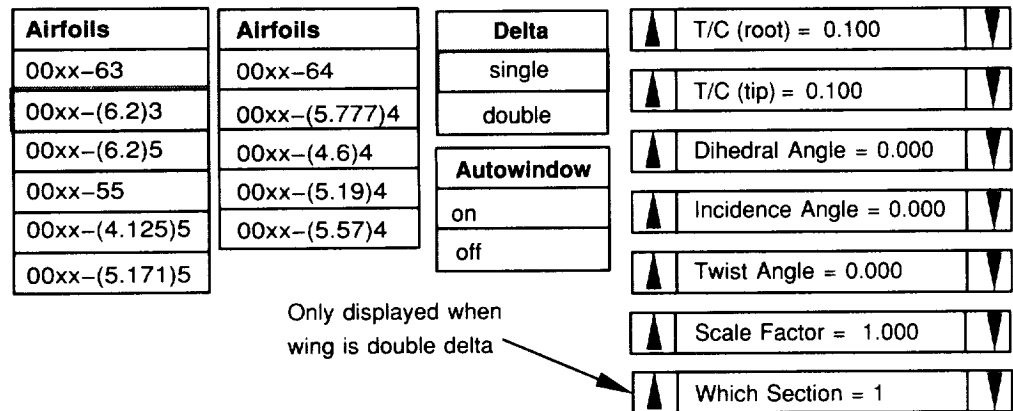 Airfoils
00xx–63
00xx–(6.2)3
00xx–(6.2)5
00xx–55
00xx–(4.125)5
00xx–(5.171)5
Airfoils
00xx–64
00xx–(5.777)4
00xx–(4.6)4
00xx–(5.19)4
00xx–(5.57)4
Delta
single
double
Autowindow
on
off
T/C (root) = 0.100
T/C (tip) = 0.100
Dihedral Angle = 0.000
Incidence Angle = 0.000
Twist Angle = 0.000
Scale Factor = 1.000
Which Section = 1
Only displayed when
wing is double delta